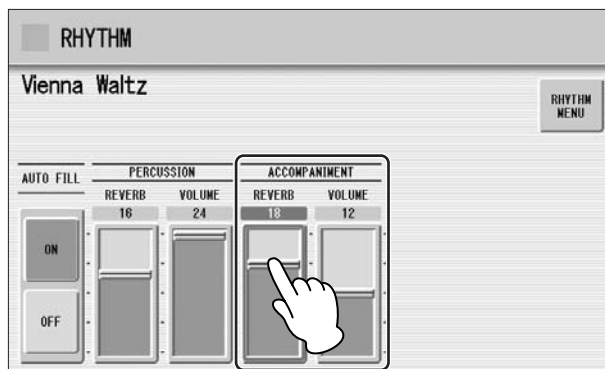 RHYTHM
Vienna Waltz
RHYTHM
MENU
AUTO FILL
PERCUSSION
ACCOMPANIMENT
REVERB VOLUME REVERB VOLUME
16 24 18 12
ON
OFF